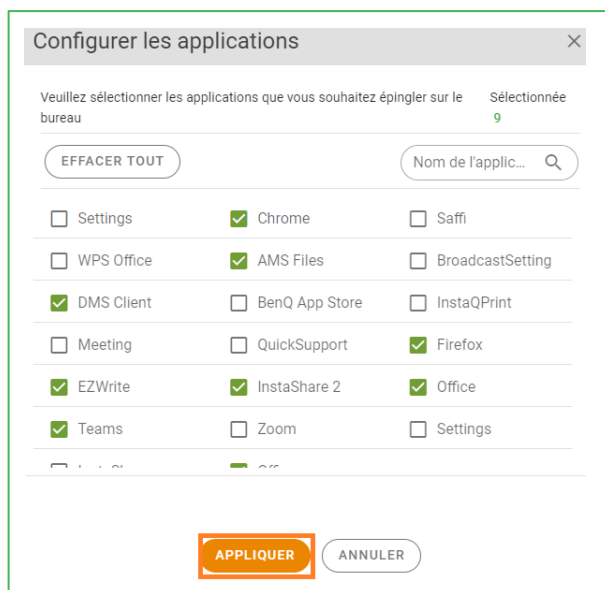 Configurer les applications
Veuillez sélectionner les applications que vous souhaitez épingler sur le Sélectionnée
bureau 9
EFFACER TOUT Nom de l'applic...
Settings Chrome Saffi
WPS Office AMS Files BroadcastSetting
DMS Client BenQ App Store InstaQPrint
Meeting QuickSupport Firefox
EZWrite InstaShare 2 Office
Teams Zoom Settings
APPLIQUER ANNULER